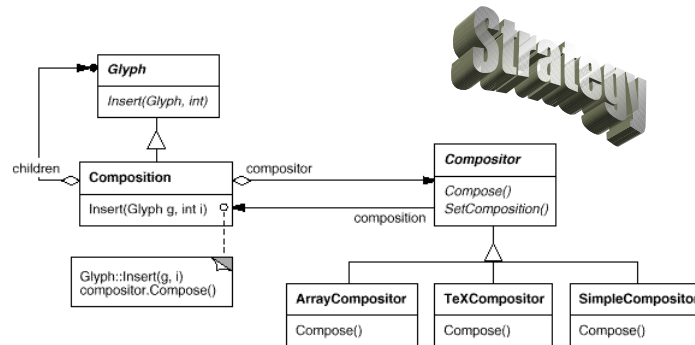 Strategy
Glyph
Insert(Glyph, int)
children
Composition
compositor
Insert(Glyph g, int i)
Compositor
Compose()
SetComposition()
composition
Glyph::Insert(g, i)
compositor.Compose()
ArrayCompositor
Compose()
TeXCompositor
Compose()
SimpleCompositor
Compose()